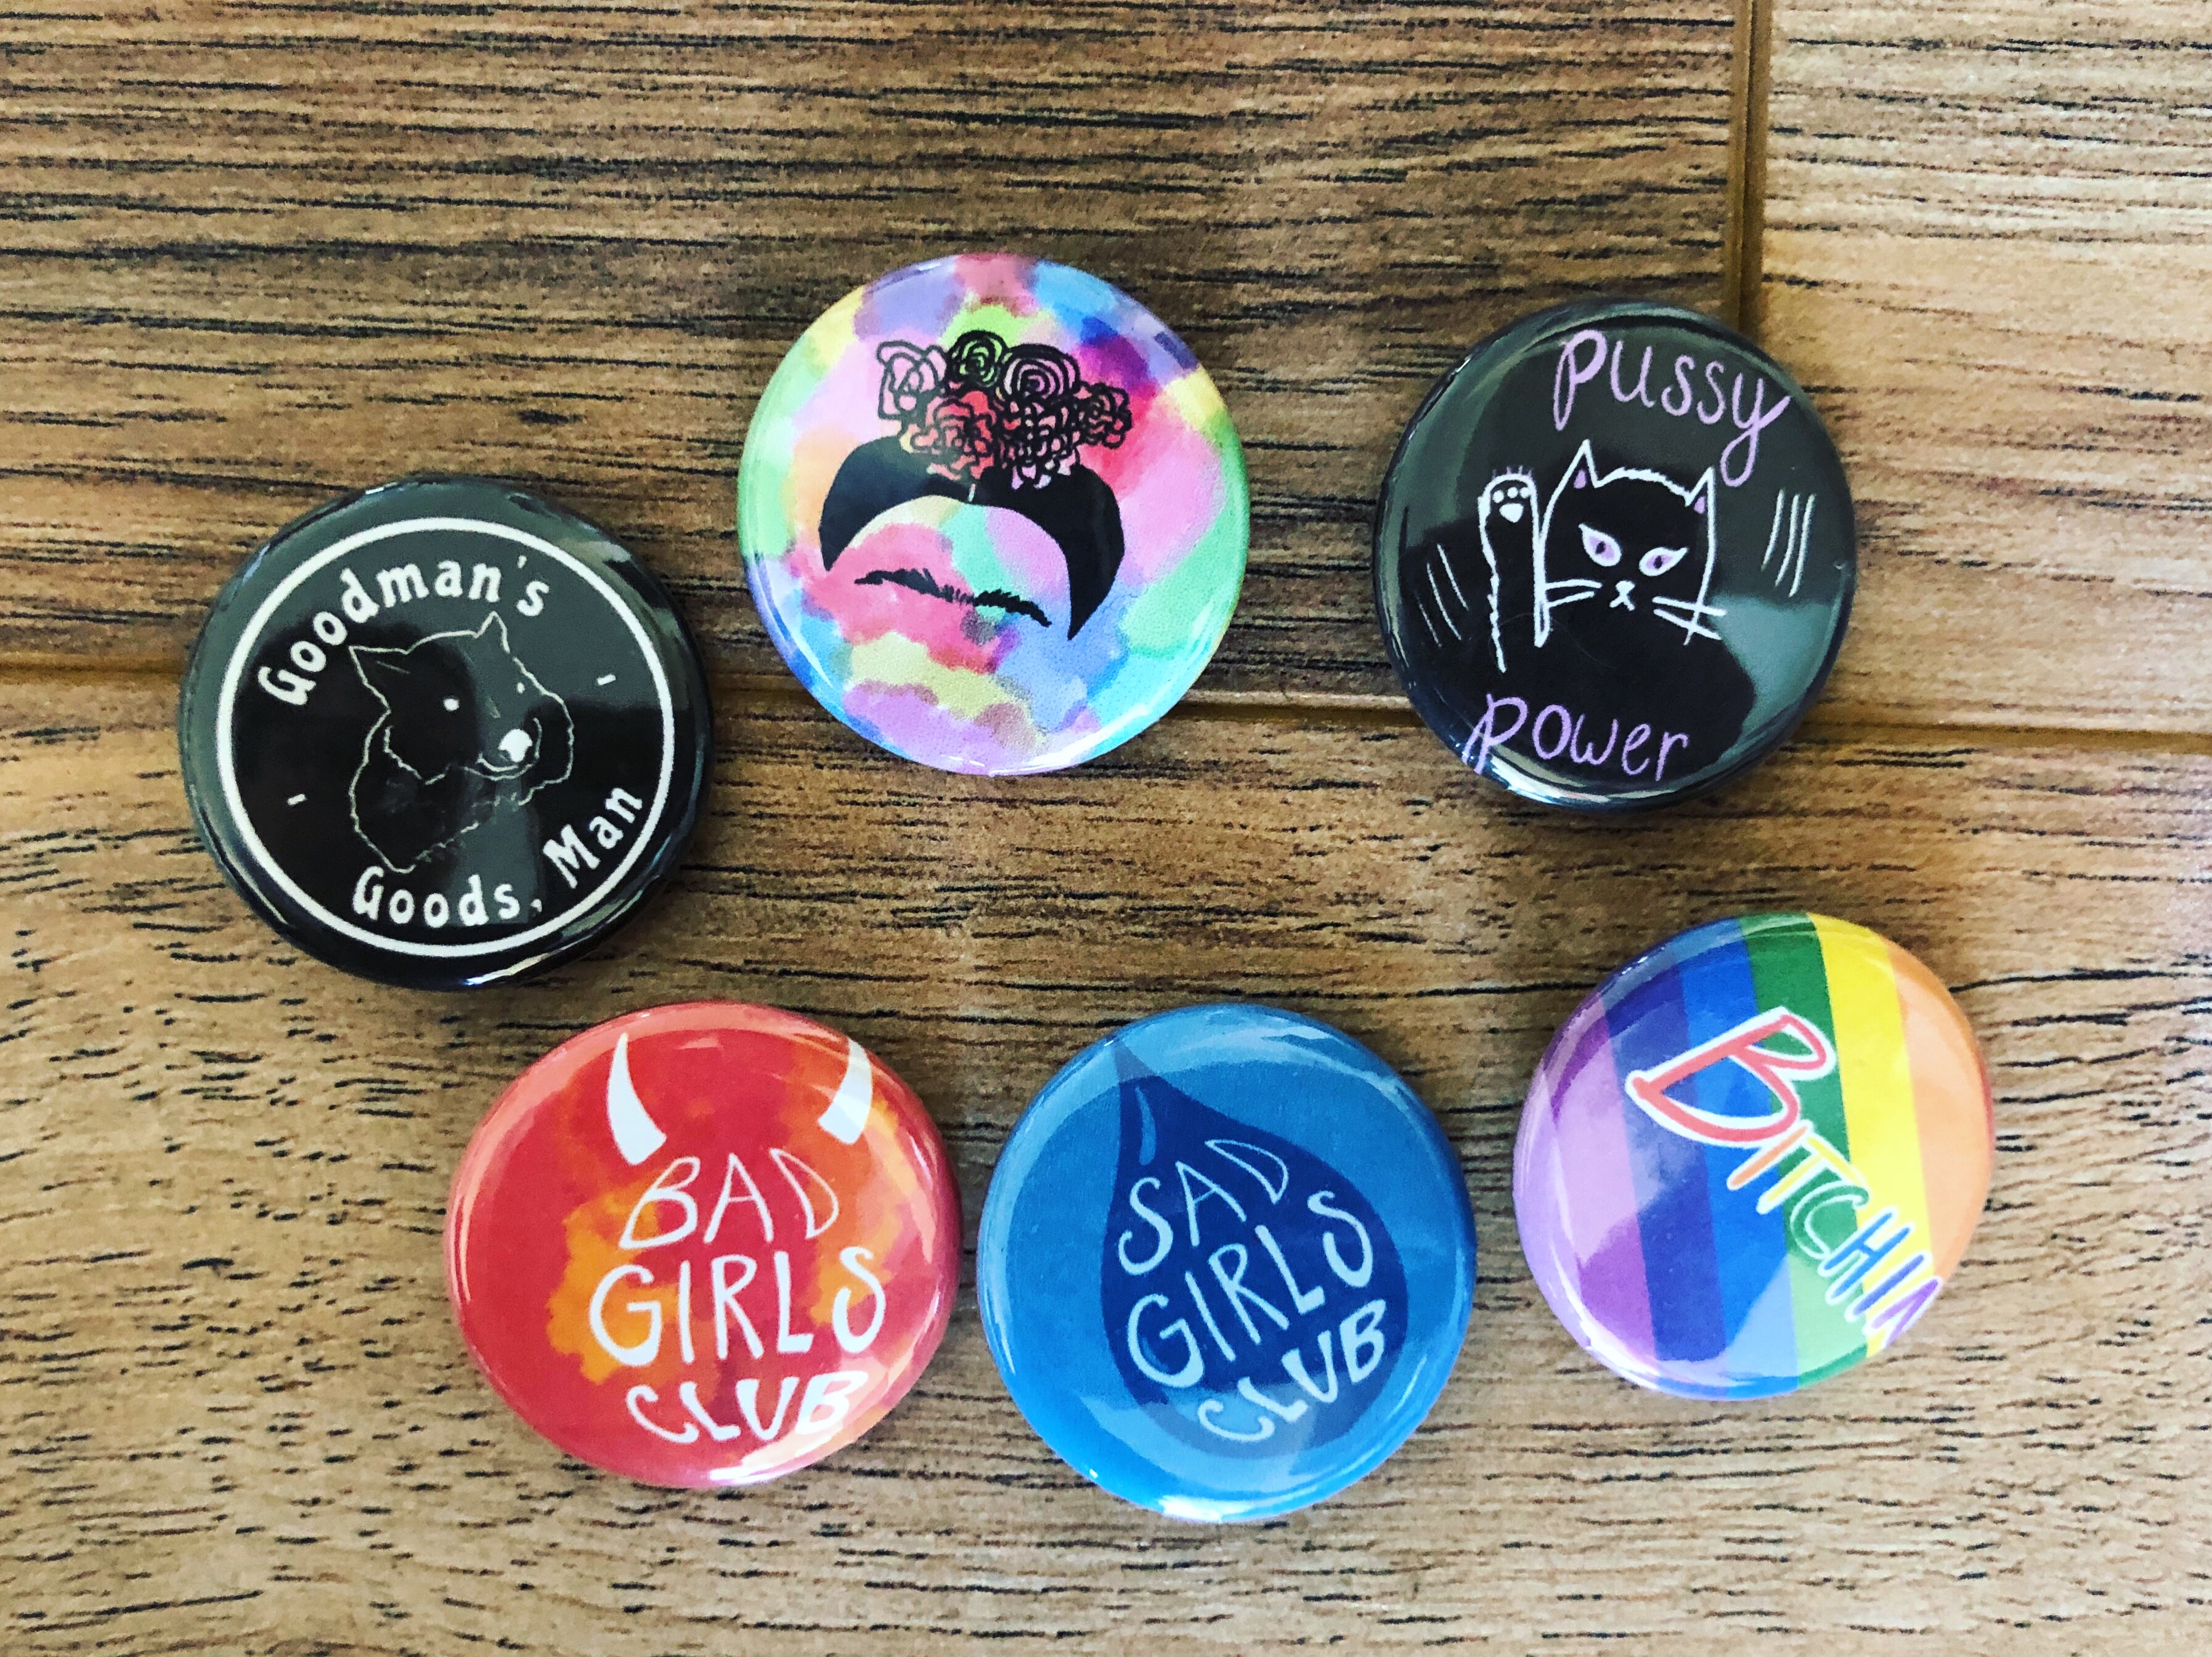 Goodman's
Goods, Man
pussy
power
BAD
GIRLS
CLUB
SAD
GIRLS
CLUB
BITCHIN